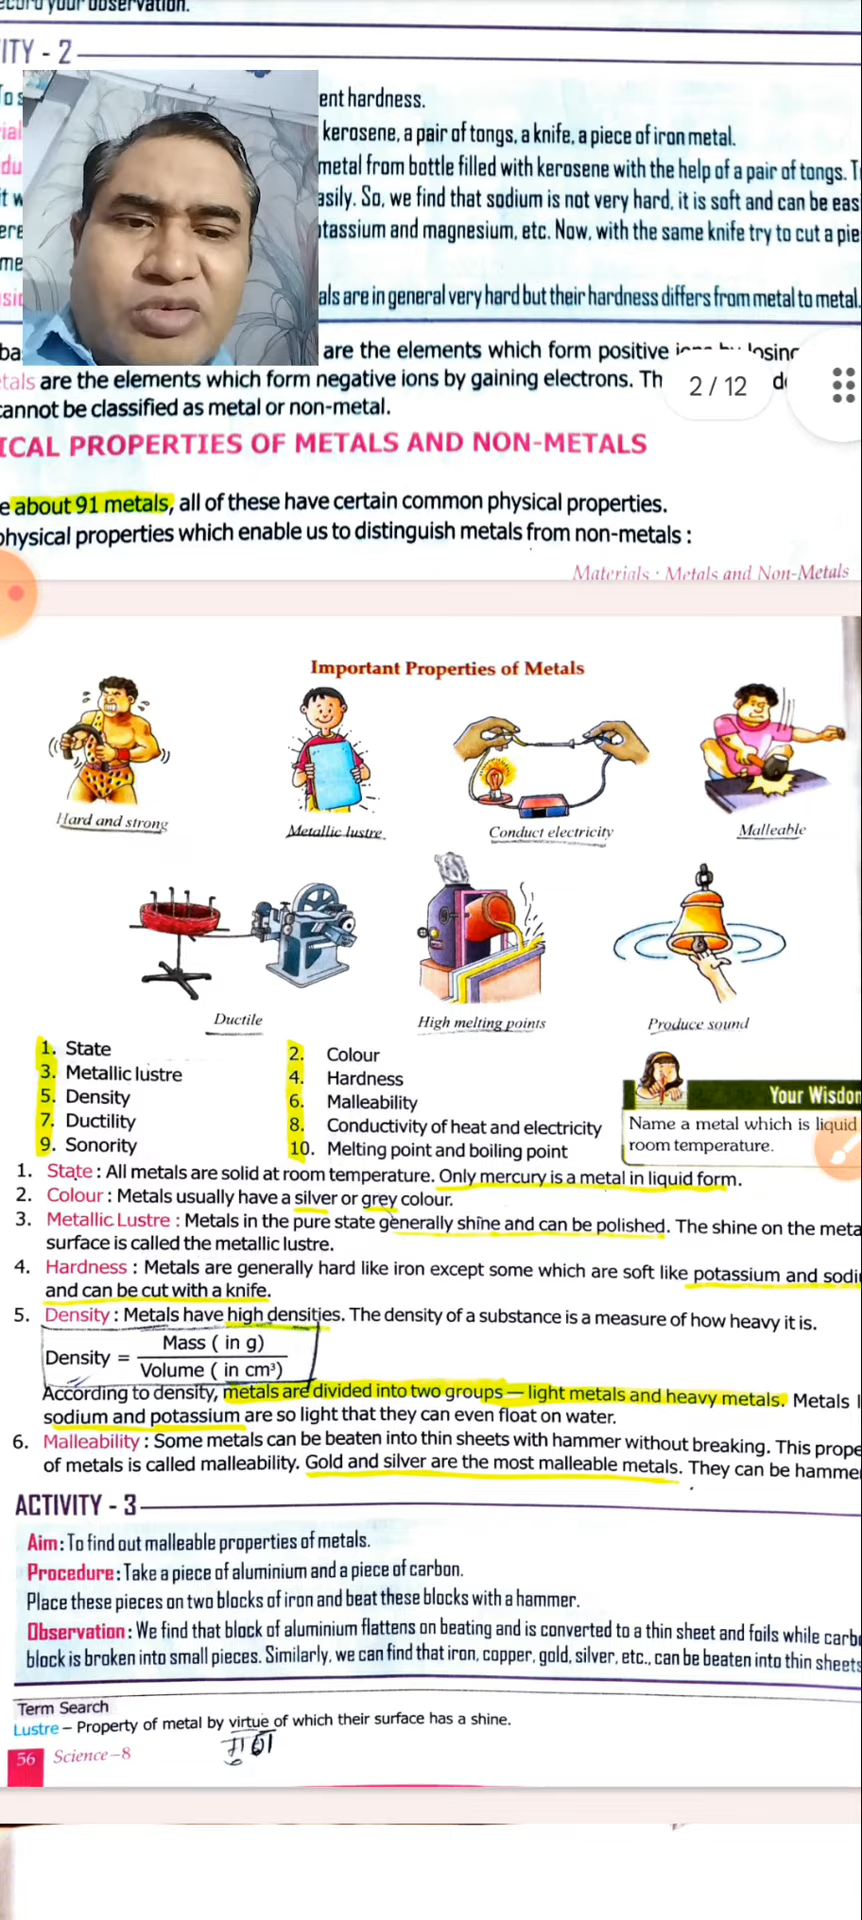 ecord your observation.
ITY - 2
To s ent hardness.
ial kerosene, a pair of tongs, a knife, a piece of iron metal.
du metal from bottle filled with kerosene with the help of a pair of tongs. T
it w asily. So, we find that sodium is not very hard, it is soft and can be eas
ere tassium and magnesium, etc. Now, with the same knife try to cut a pie
me
sio als are in general very hard but their hardness differs from metal to metal.
ba are the elements which form positive losing
etals are the elements which form negative ions by gaining electrons. Th
2 / 12
cannot be classified as metal or non-metal.
ICAL PROPERTIES OF METALS AND NON-METALS
e about 91 metals, all of these have certain common physical properties.
physical properties which enable us to distinguish metals from non-metals :
Materials : Metals and Non-Metals
Important Properties of Metals
Hard and strong
Metallic lustre
Conduct electricity
Malleable
Ductile
High melting points
Produce sound
1. State
2. Colour
3. Metallic lustre
4. Hardness
5. Density
6. Malleability
7. Ductility
8. Conductivity of heat and electricity
9. Sonority
10. Melting point and boiling point
Your Wisdom
Name a metal which is liquid
room temperature.
1. State : All metals are solid at room temperature. Only mercury is a metal in liquid form.
2. Colour : Metals usually have a silver or grey colour.
3. Metallic Lustre : Metals in the pure state generally shine and can be polished. The shine on the meta
surface is called the metallic lustre.
4. Hardness : Metals are generally hard like iron except some which are soft like potassium and sodi
and can be cut with a knife.
5. Density : Metals have high densities. The density of a substance is a measure of how heavy it is.
Density = Mass ( in g) / Volume ( in cm³)
According to density, metals are divided into two groups — light metals and heavy metals. Metals l
sodium and potassium are so light that they can even float on water.
6. Malleability : Some metals can be beaten into thin sheets with hammer without breaking. This prope
of metals is called malleability. Gold and silver are the most malleable metals. They can be hamme
ACTIVITY - 3
Aim : To find out malleable properties of metals.
Procedure : Take a piece of aluminium and a piece of carbon.
Place these pieces on two blocks of iron and beat these blocks with a hammer.
Observation : We find that block of aluminium flattens on beating and is converted to a thin sheet and foils while carbo
block is broken into small pieces. Similarly, we can find that iron, copper, gold, silver, etc., can be beaten into thin sheets
Term Search
Lustre – Property of metal by virtue of which their surface has a shine.
गुण
56 Science–8